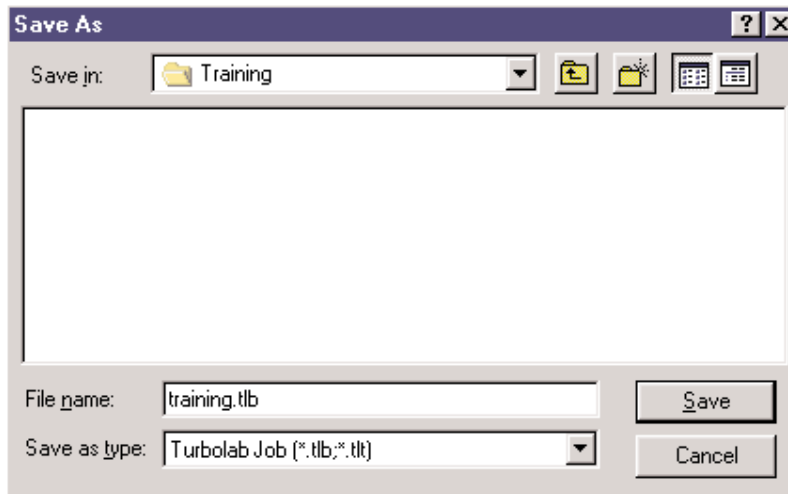 Save As
Save in: Training
File name: training.tlb
Save
Save as type: Turbolab Job (*.tlb;*.tlt)
Cancel